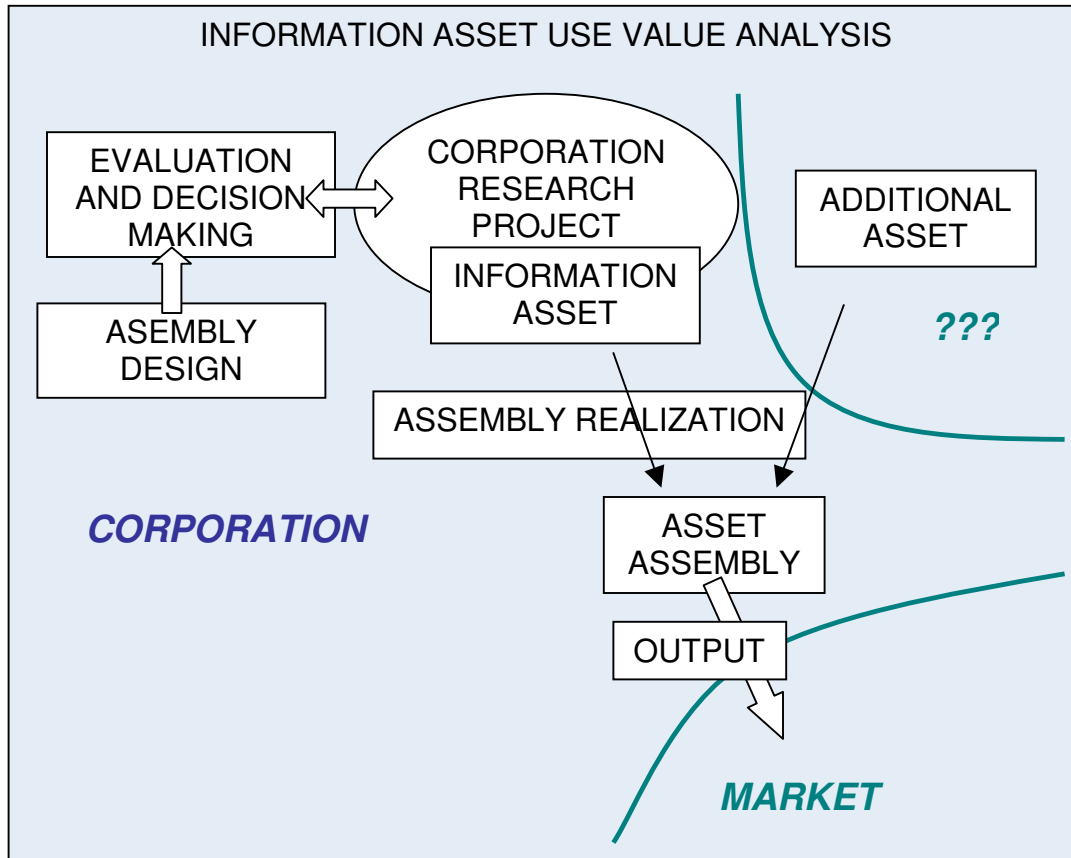 INFORMATION ASSET USE VALUE ANALYSIS
EVALUATION
AND DECISION
MAKING
CORPORATION
RESEARCH
PROJECT
ADDITIONAL
ASSET
INFORMATION
ASSET
ASEMBLY
DESIGN
???
ASSEMBLY REALIZATION
CORPORATION
ASSET
ASSEMBLY
OUTPUT
MARKET